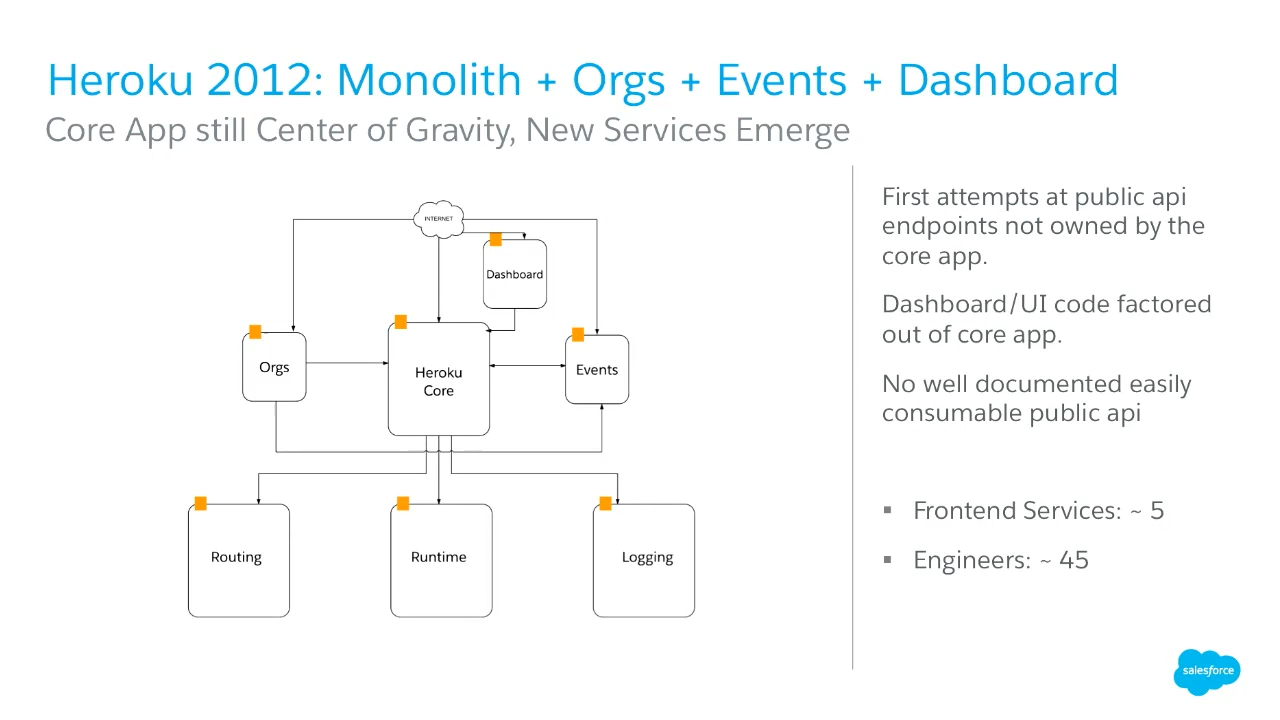 Heroku 2012: Monolith + Orgs + Events + Dashboard
Core App still Center of Gravity, New Services Emerge
INTERNET
Dashboard
Orgs
Heroku
Core
Events
Routing
Runtime
Logging
First attempts at public api
endpoints not owned by the
core app.
Dashboard/UI code factored
out of core app.
No well documented easily
consumable public api
▪ Frontend Services: ~ 5
▪ Engineers: ~ 45
salesforce